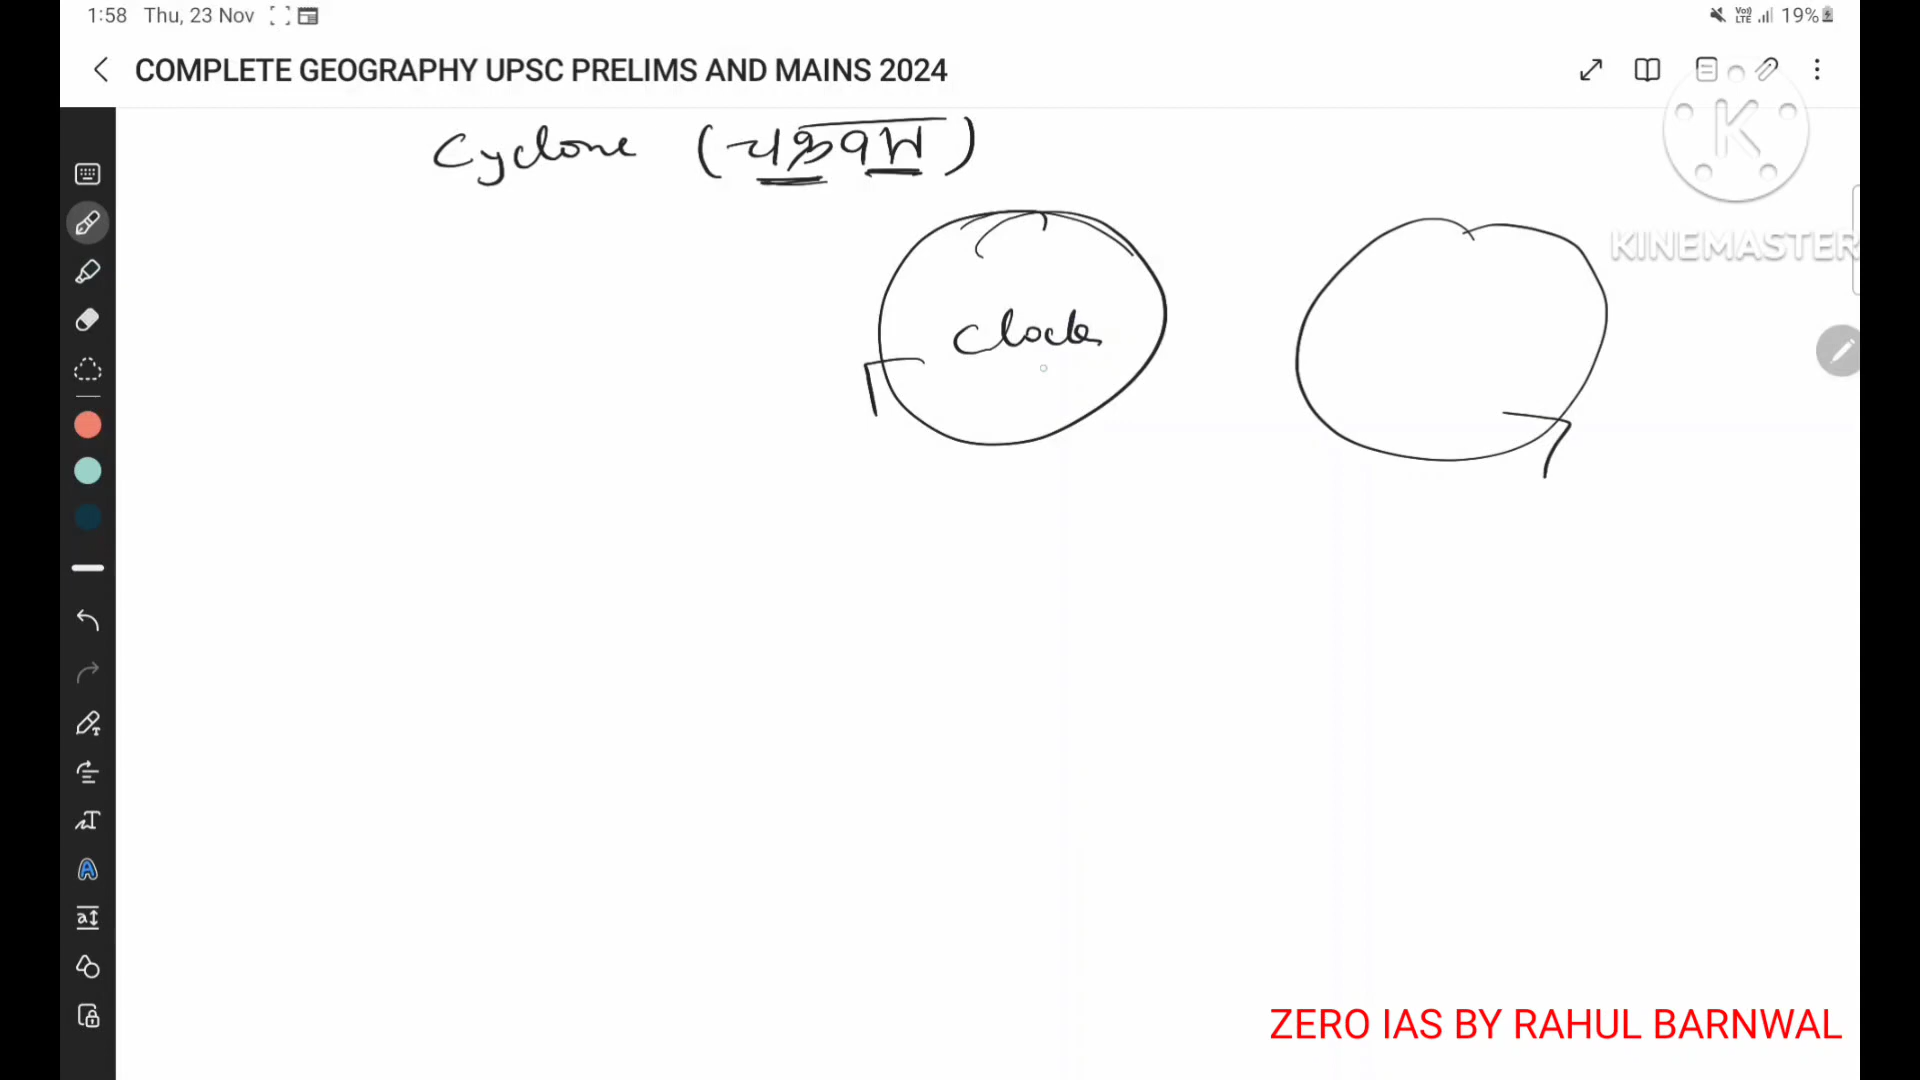 1:58 Thu, 23 Nov
19%
COMPLETE GEOGRAPHY UPSC PRELIMS AND MAINS 2024
K
KINEMASTER
Cyclone (चक्रवात)
Clock
ZERO IAS BY RAHUL BARNWAL